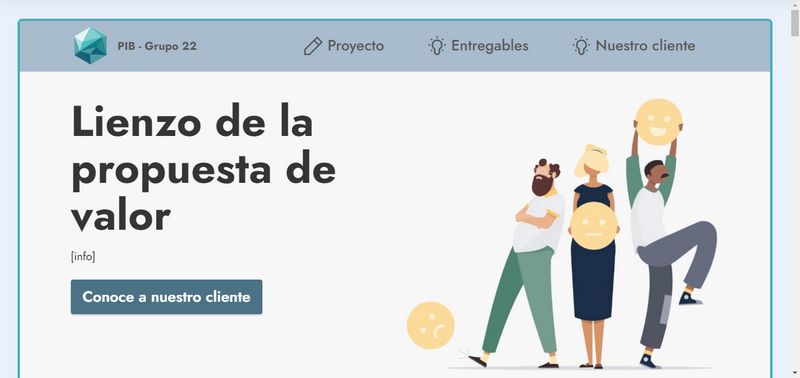 PIB - Grupo 22
Proyecto
Entregables
Nuestro cliente
Lienzo de la
propuesta de
valor
[info]
Conoce a nuestro cliente